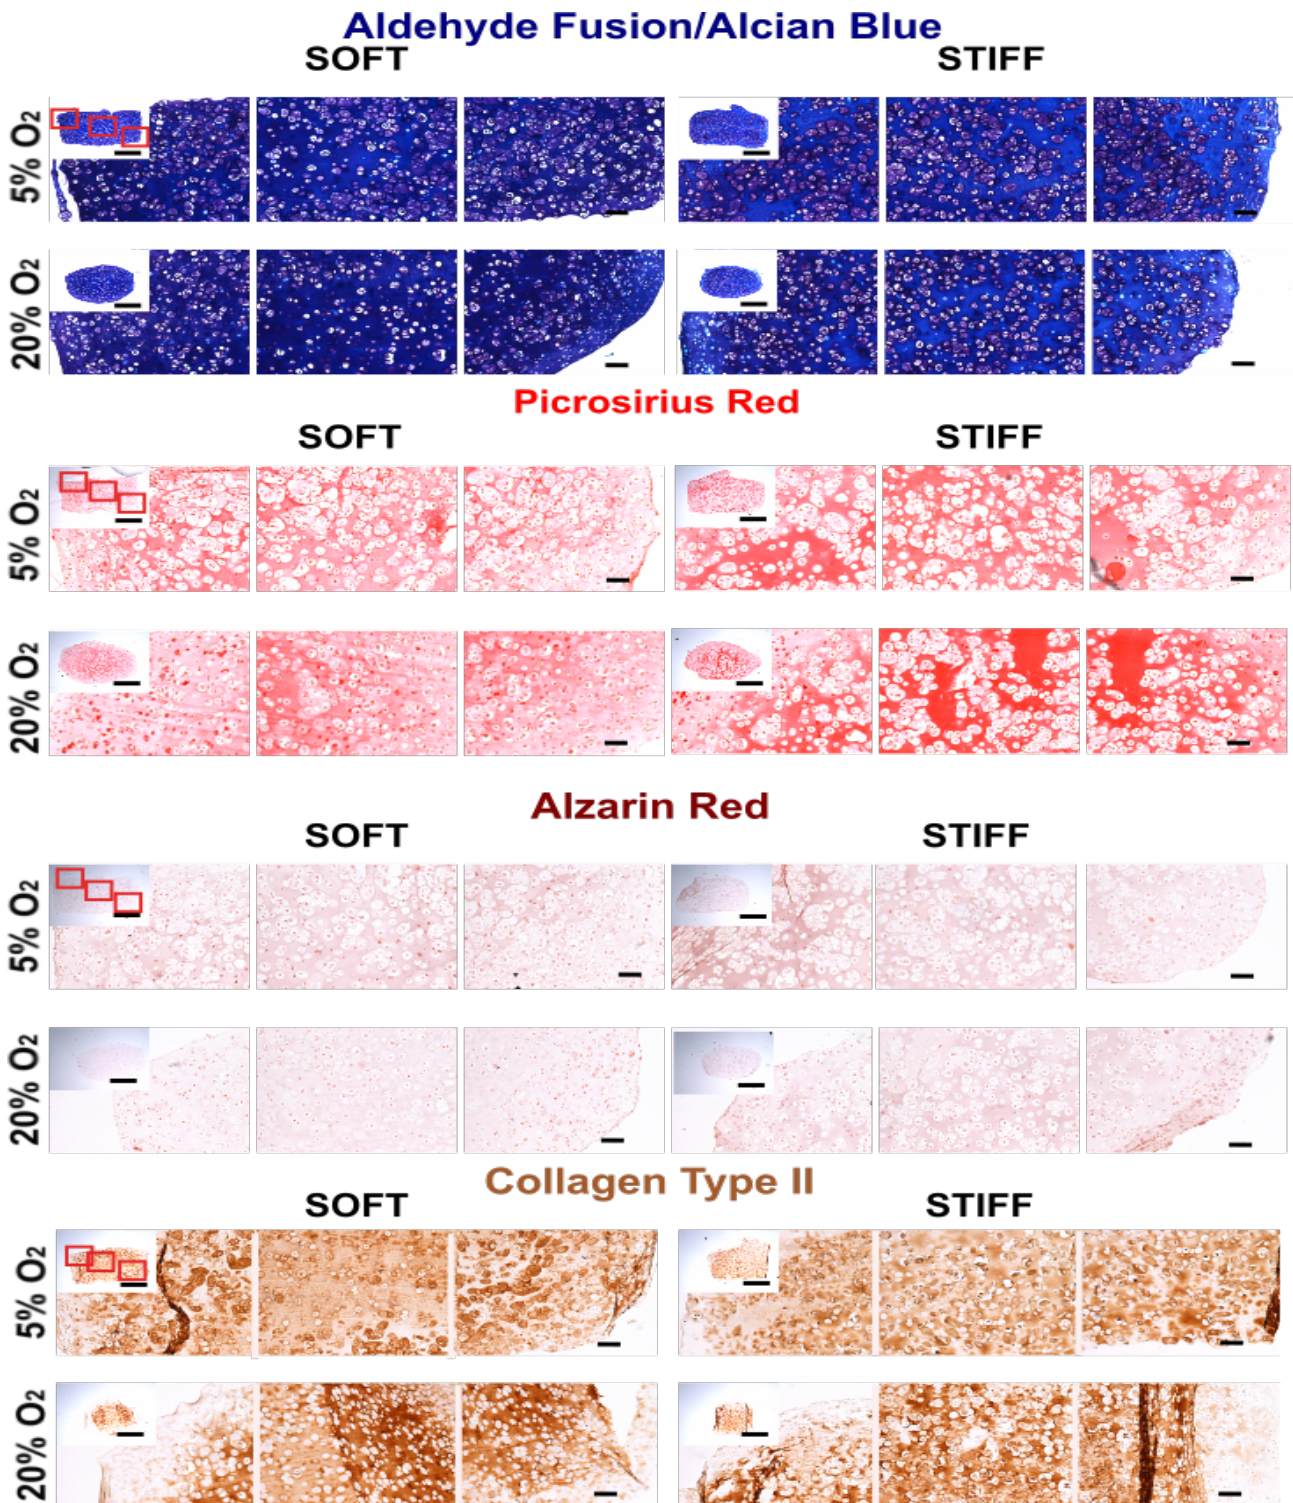 Aldehyde Fusion/Alcian Blue
SOFT STIFF
5% O2
20% O2
Picrosirius Red
SOFT STIFF
5% O2
20% O2
Alzarin Red
SOFT STIFF
5% O2
20% O2
Collagen Type II
SOFT STIFF
5% O2
20% O2